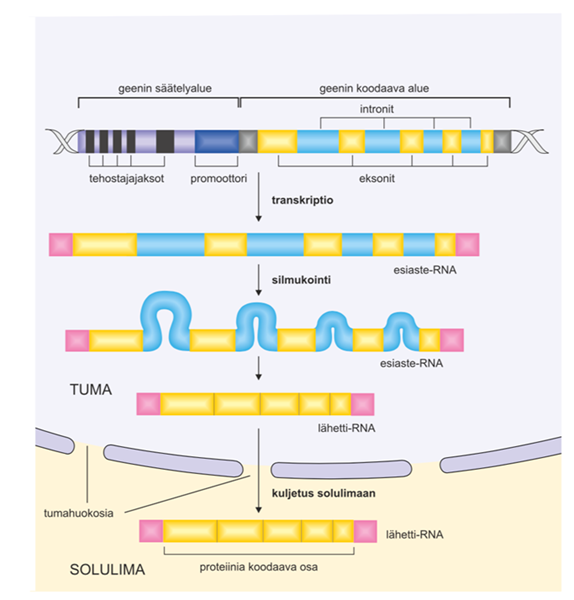 geenin säätelyalue
geenin koodaava alue
intronit
tehostajajaksot
promoottori
eksonit
transkriptio
esiaste-RNA
silmukointi
esiaste-RNA
TUMA
lähetti-RNA
kuljetus solulimaan
tumahuokosia
lähetti-RNA
proteiinia koodaava osa
SOLULIMA